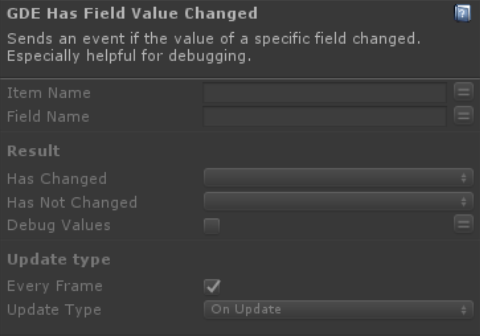 GDE Has Field Value Changed
Sends an event if the value of a specific field changed.
Especially helpful for debugging.
Item Name
Field Name
Result
Has Changed
Has Not Changed
Debug Values
Update type
Every Frame
Update Type On Update